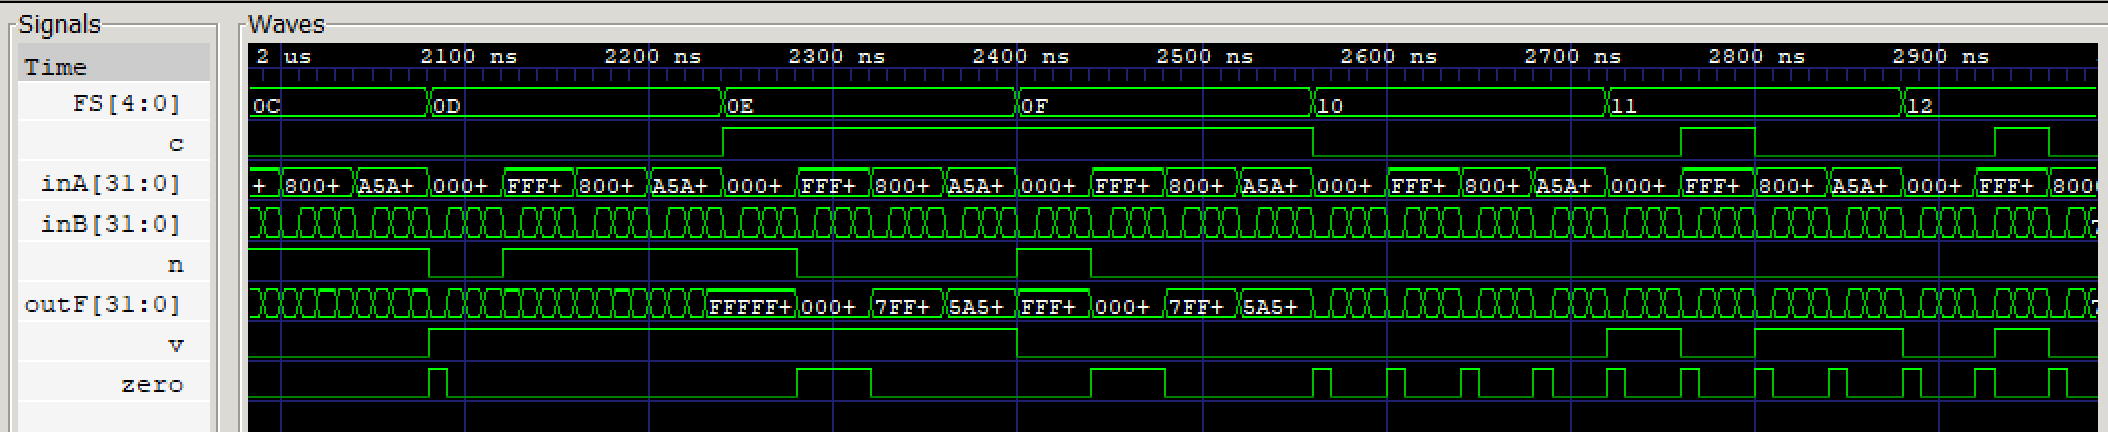 Signals Waves
Time 2 us 2100 ns 2200 ns 2300 ns 2400 ns 2500 ns 2600 ns 2700 ns 2800 ns 2900 ns
FS[4:0] 0C 0D 0E 0F 10 11 12
c
inA[31:0] + 800+ A5A+ 000+ FFF+ 800+ A5A+ 000+ FFF+ 800+ A5A+ 000+ FFF+ 800+ A5A+ 000+ FFF+ 800+ A5A+ 000+ FFF+ 800+ A5A+ 000+ FFF+ 800
inB[31:0]
n
outF[31:0] FFFFF+ 000+ 7FF+ 5A5+ FFF+ 000+ 7FF+ 5A5+
v
zero